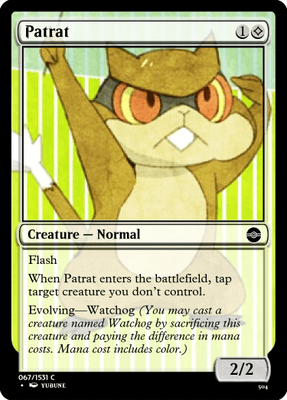 Patrat 1
Creature — Normal
Flash
When Patrat enters the battlefield, tap
target creature you don't control.
Evolving—Watchog (You may cast a
creature named Watchog by sacrificing this
creature and paying the difference in mana
costs. Mana cost includes color.)
2/2
067/1531 C
YUBUNE
504